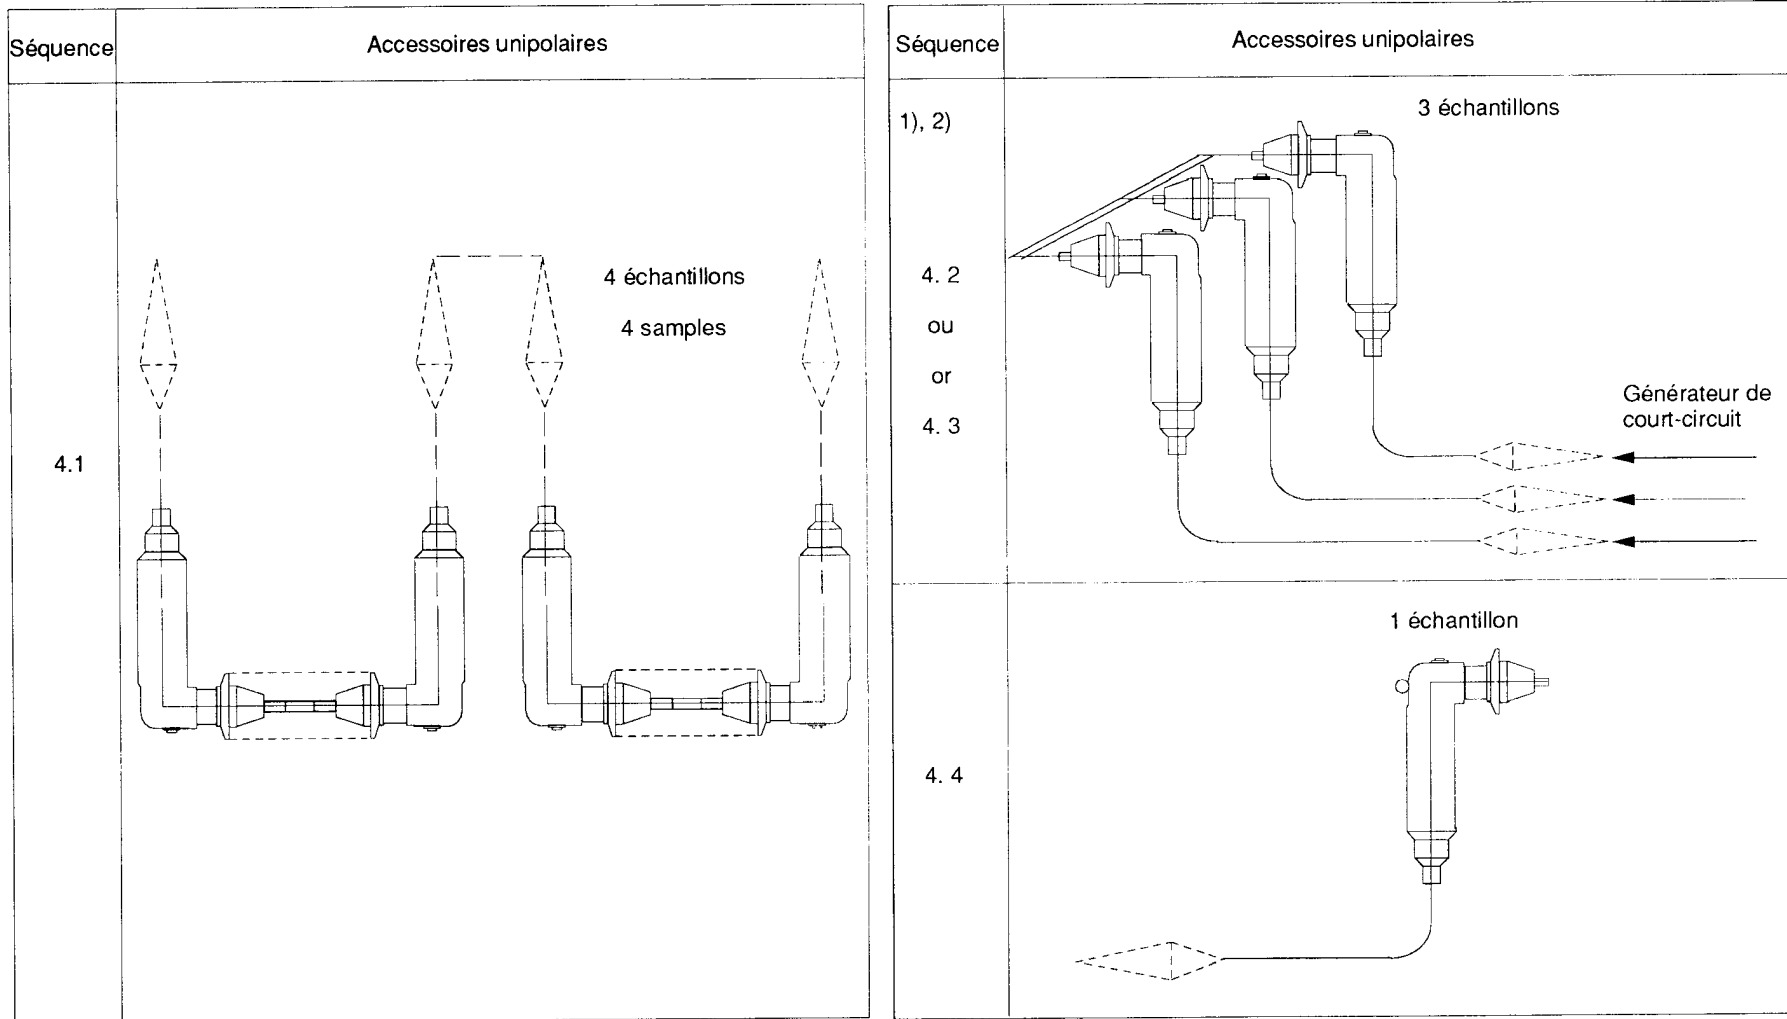 Séquence
Accessoires unipolaires
4 échantillons
4 samples
4.1
Séquence
Accessoires unipolaires
1), 2)
3 échantillons
4. 2
ou
or
4. 3
Générateur de
court-circuit
1 échantillon
4. 4